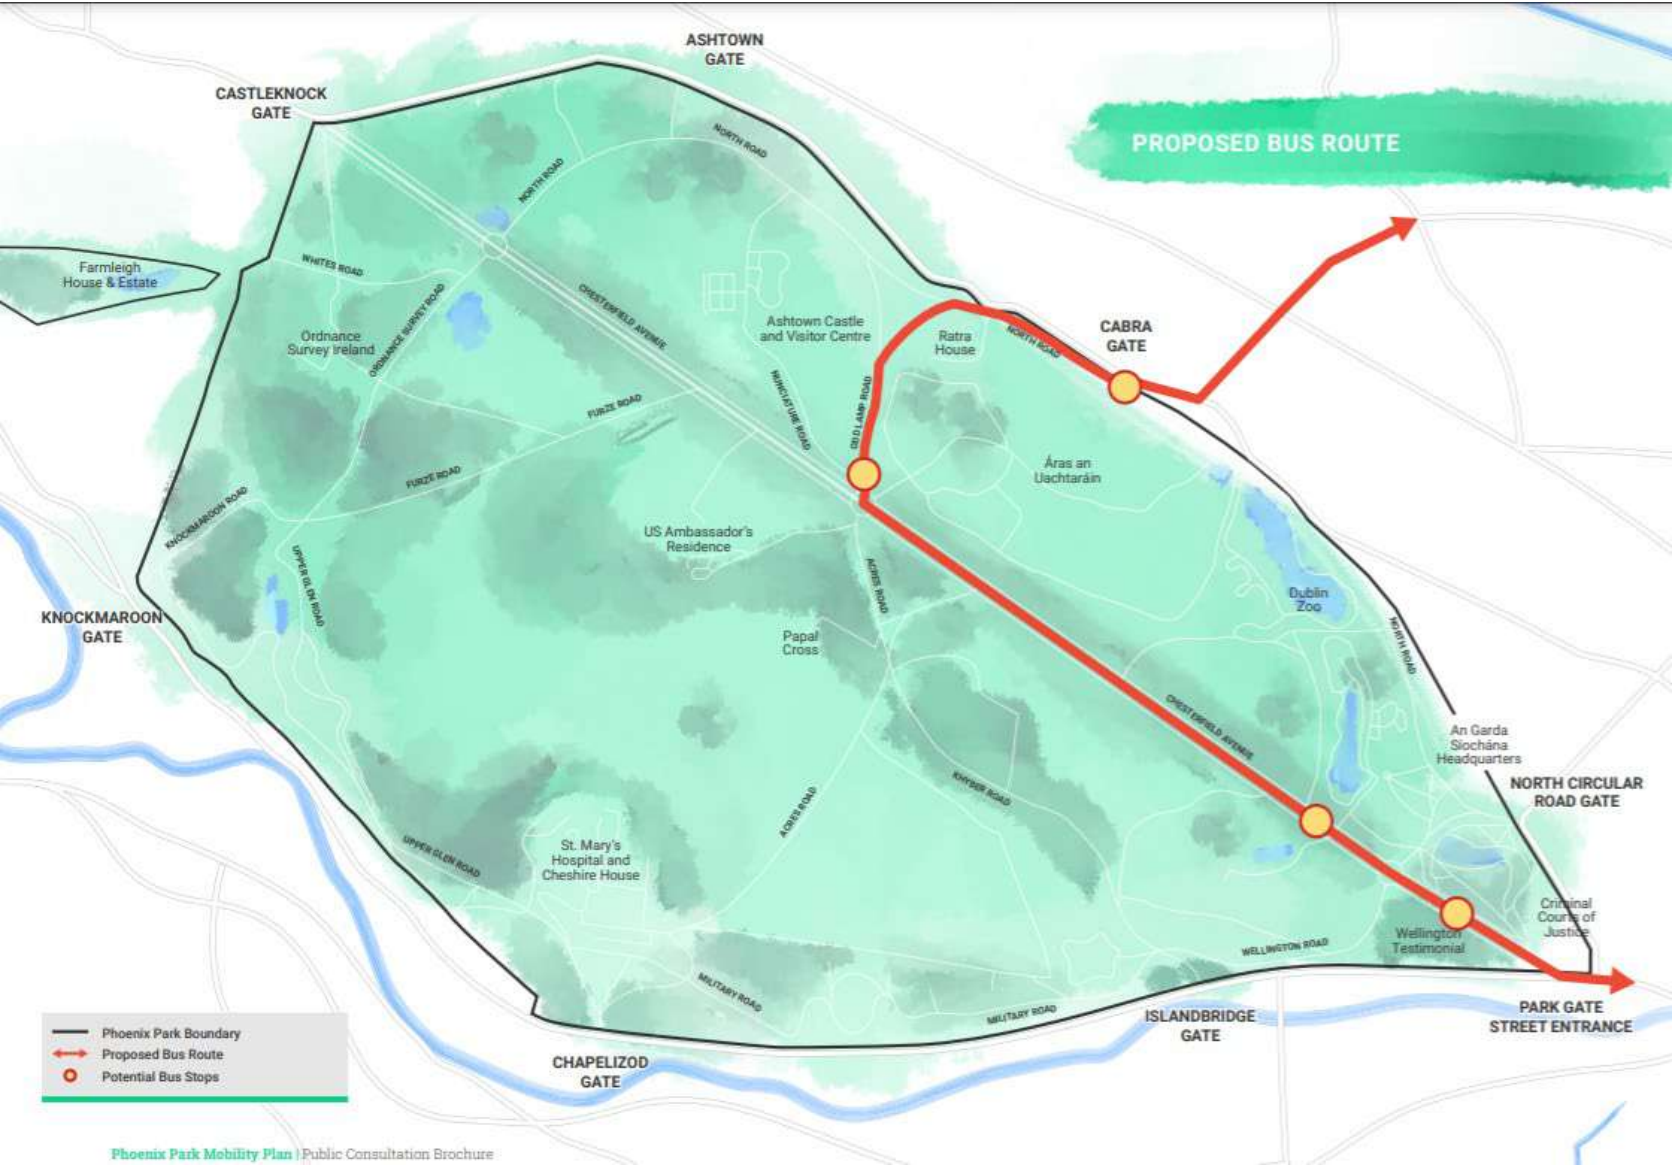 ASHTOWN
GATE
CASTLEKNOCK
GATE
PROPOSED BUS ROUTE
NORTH ROAD
NORTH ROAD
Farmleigh
House & Estate
WHITES ROAD
CHESTERFIELD AVENUE
ORDNANCE SURVEY ROAD
Ordnance
Survey Ireland
Ashtown Castle
and Visitor Centre
Ratra
House
NORTH ROAD
CABRA
GATE
NUNCIATURE ROAD
ODD LAMP ROAD
FURZE ROAD
FURZE ROAD
Áras an
Uachtaráin
KNOCKMAROON ROAD
US Ambassador's
Residence
UPPER GLEN ROAD
ACRES ROAD
Dublin
Zoo
KNOCKMAROON
GATE
Papal
Cross
NORTH ROAD
CHESTERFIELD AVENUE
An Garda
Síochána
Headquarters
NORTH CIRCULAR
ROAD GATE
KHYBER ROAD
ACRES ROAD
UPPER GLEN ROAD
St. Mary's
Hospital and
Cheshire House
Criminal
Courts of
Justice
Wellington
Testimonial
WELLINGTON ROAD
MILITARY ROAD
MILITARY ROAD
ISLANDBRIDGE
GATE
PARK GATE
STREET ENTRANCE
CHAPELIZOD
GATE
Phoenix Park Boundary
Proposed Bus Route
Potential Bus Stops
Phoenix Park Mobility Plan | Public Consultation Brochure